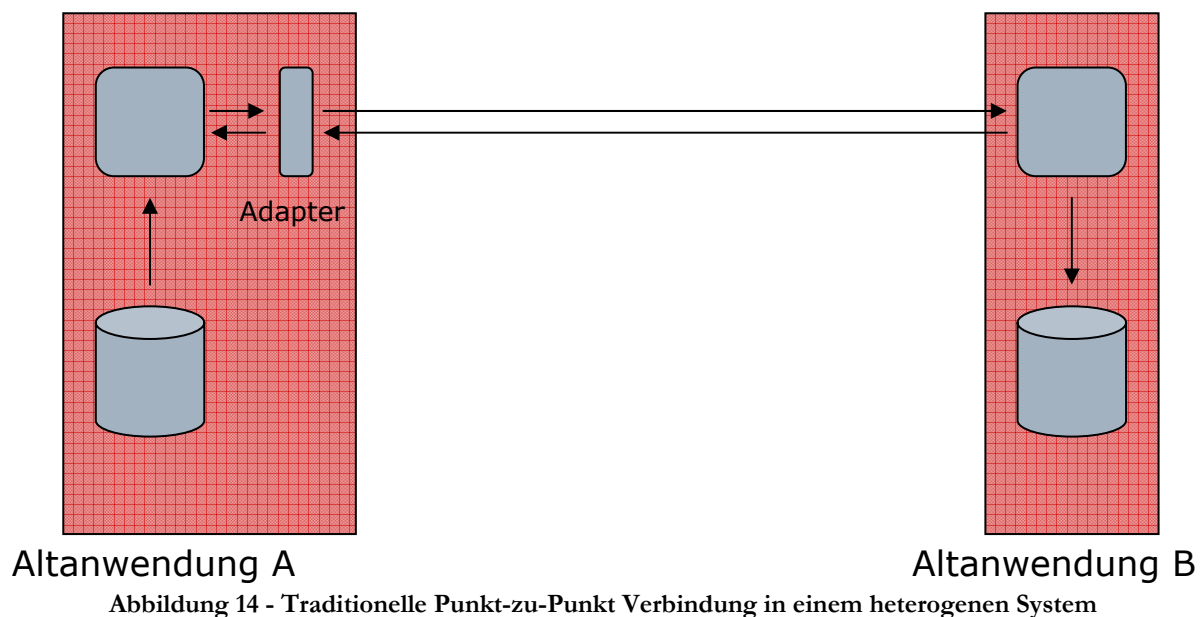 Adapter
Altanwendung A
Altanwendung B
Abbildung 14 - Traditionelle Punkt-zu-Punkt Verbindung in einem heterogenen System